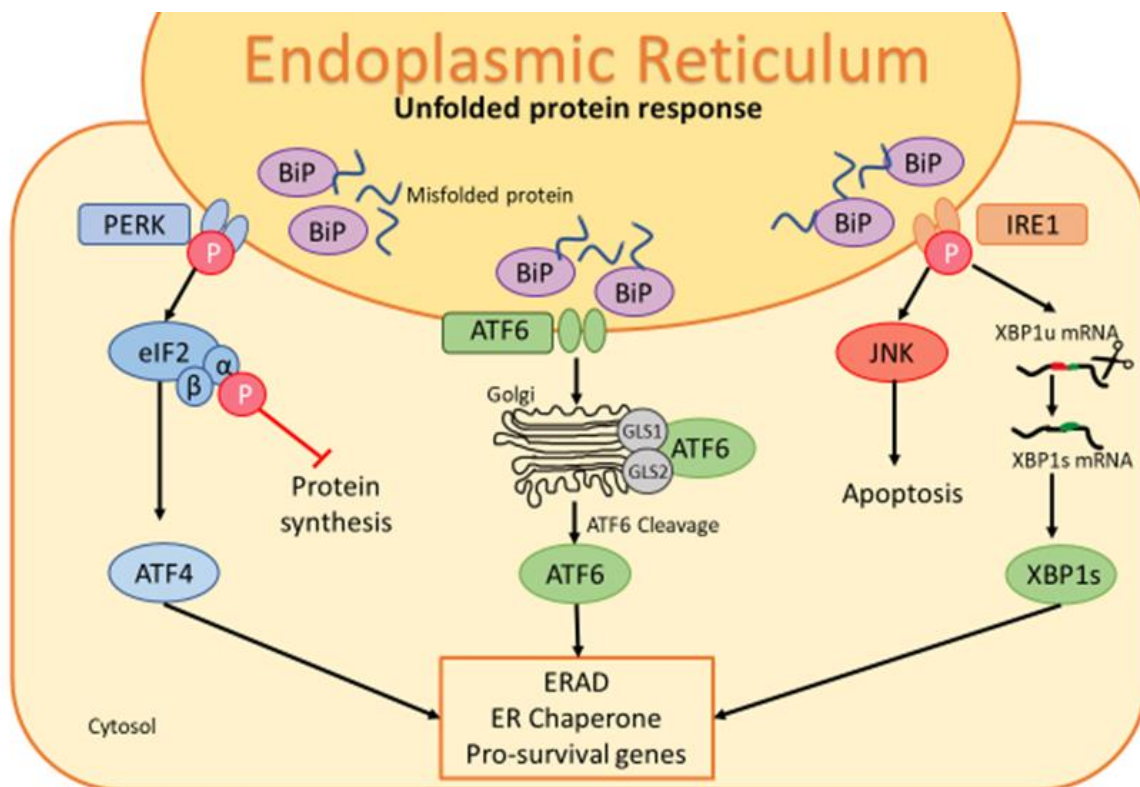 Endoplasmic Reticulum
Unfolded protein response
BiP
Misfolded protein
BiP
BiP
BiP
BiP
BiP
PERK
P
IRE1
P
ATF6
eIF2
α
β
P
Protein
synthesis
ATF4
Golgi
GLS1
GLS2
ATF6
ATF6 Cleavage
ATF6
JNK
Apoptosis
XBP1u mRNA
XBP1s mRNA
XBP1s
ERAD
ER Chaperone
Pro-survival genes
Cytosol